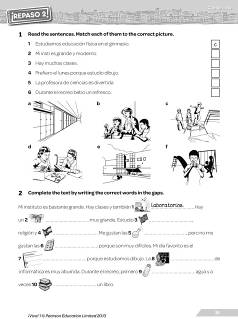 ¡REPASO 2!
1 Read the sentences. Match each of them to the correct picture.
1 Estudiamos educación física en el gimnasio. c
2 Mi insti es grande y moderno.
3 Hay muchas clases.
4 Prefiero el lunes porque estudio dibujo.
5 La profesora de ciencias es divertida.
6 Durante el recreo bebo un refresco.
a b c
d e f
2 Complete the text by writing the correct words in the gaps.
Mi instituto es bastante grande. Hay clases y también 1 laboratorios. Hay
un 2 muy grande. Estudio 3 ,
religión y 4 . Me gustan las 5 , pero no me
gustan las 6 , porque son muy difíciles. Mi día favorito es el
7 porque estudiamos dibujo. La 8 de
informática es muy aburrida. Durante el recreo, primero 9 agua y a
veces 10 un libro.
¡Viva! 1 © Pearson Education Limited 2013